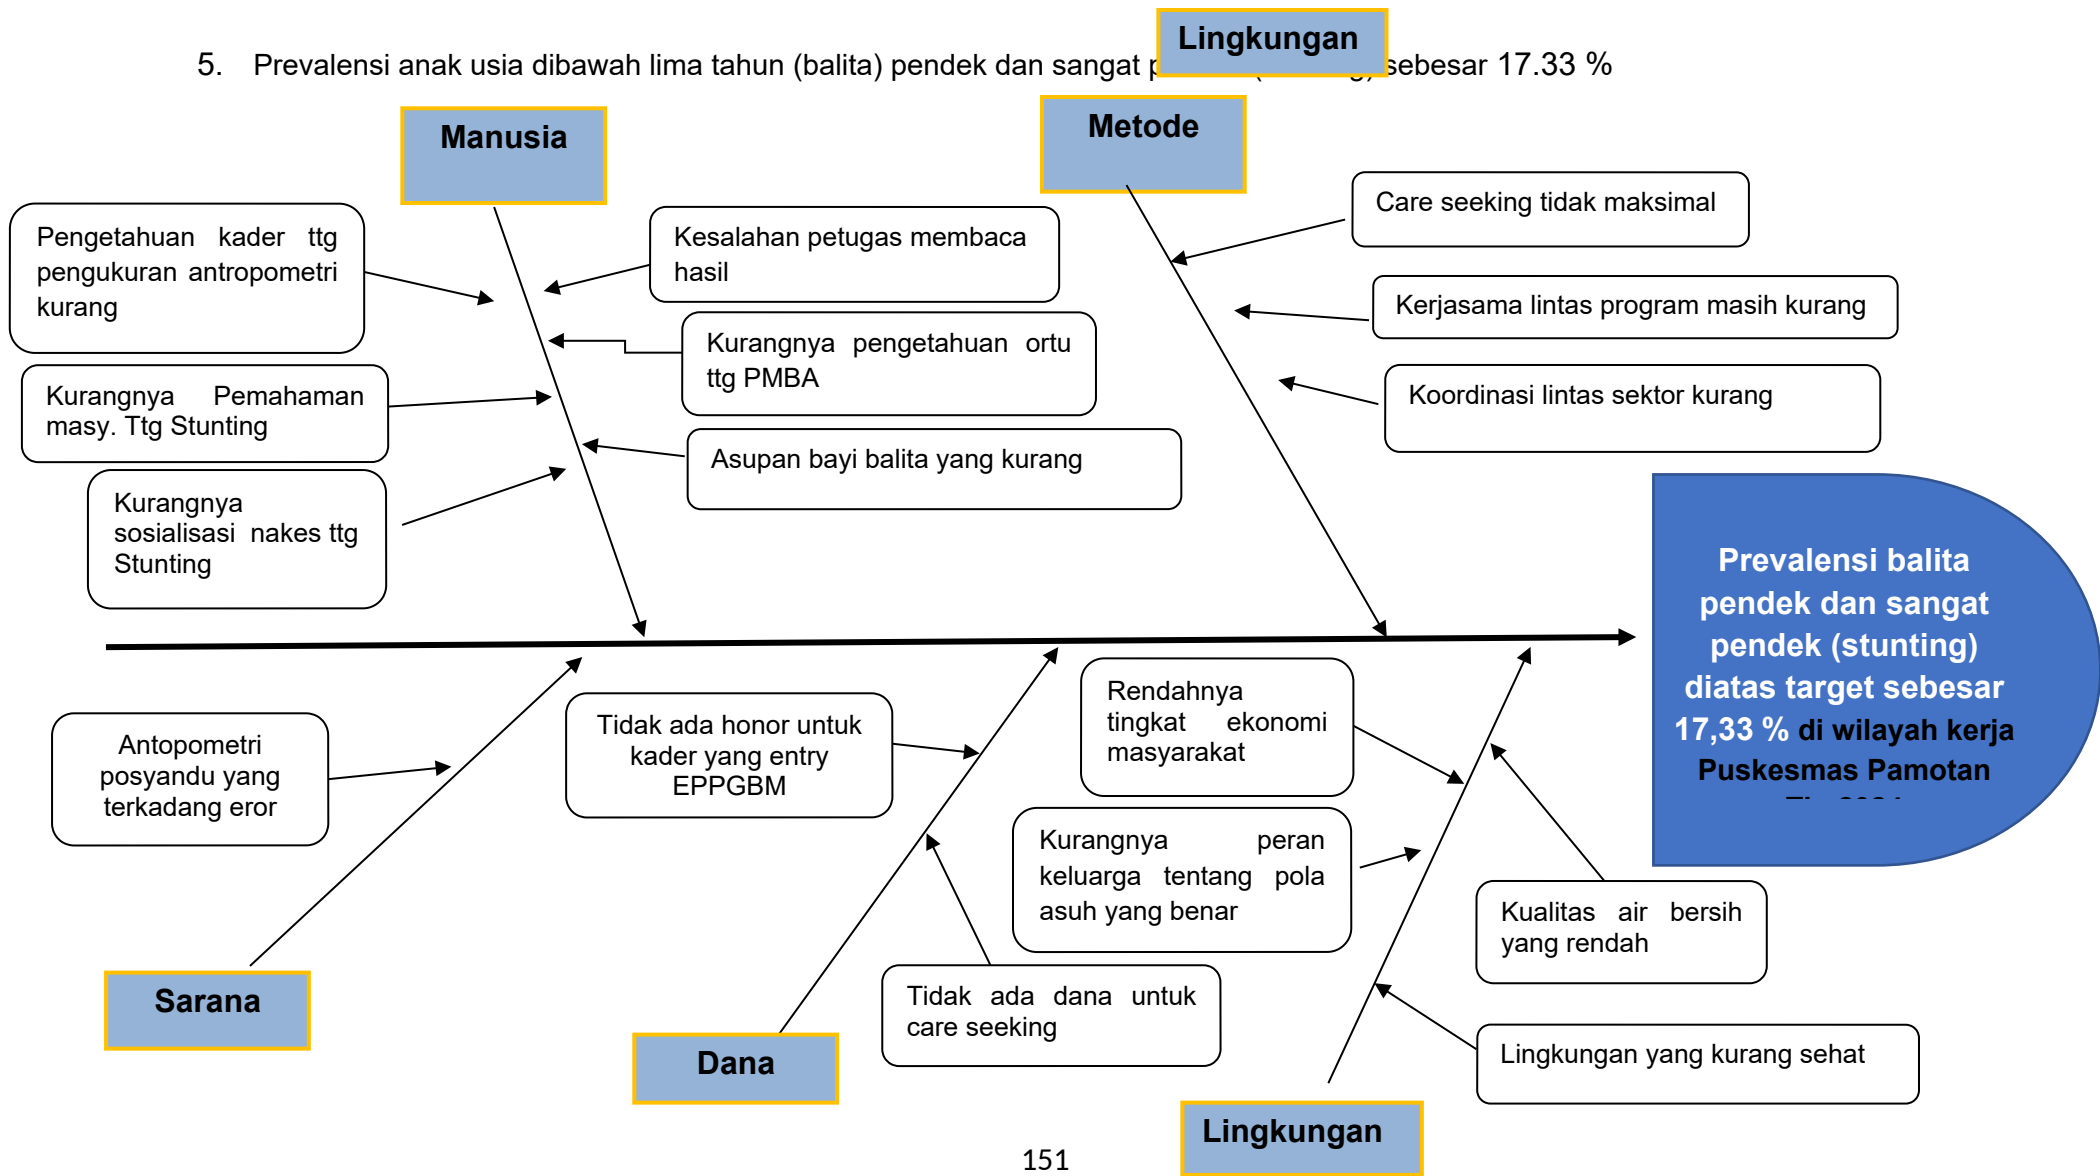 Lingkungan
5. Prevalensi anak usia dibawah lima tahun (balita) pendek dan sangat sebesar 17.33 %
Manusia
Metode
Pengetahuan kader ttg
pengukuran antropometri
kurang
Kesalahan petugas membaca
hasil
Care seeking tidak maksimal
Kerjasama lintas program masih kurang
Kurangnya pengetahuan ortu
ttg PMBA
Kurangnya Pemahaman
masy. Ttg Stunting
Koordinasi lintas sektor kurang
Asupan bayi balita yang kurang
Kurangnya
sosialisasi nakes ttg
Stunting
Prevalensi balita
pendek dan sangat
pendek (stunting)
diatas target sebesar
17,33 % di wilayah kerja
Puskesmas Pamotan
Antopometri
posyandu yang
terkadang eror
Tidak ada honor untuk
kader yang entry
EPPGBM
Rendahnya
tingkat ekonomi
masyarakat
Kurangnya peran
keluarga tentang pola
asuh yang benar
Kualitas air bersih
yang rendah
Tidak ada dana untuk
care seeking
Lingkungan yang kurang sehat
Sarana
Dana
Lingkungan
151